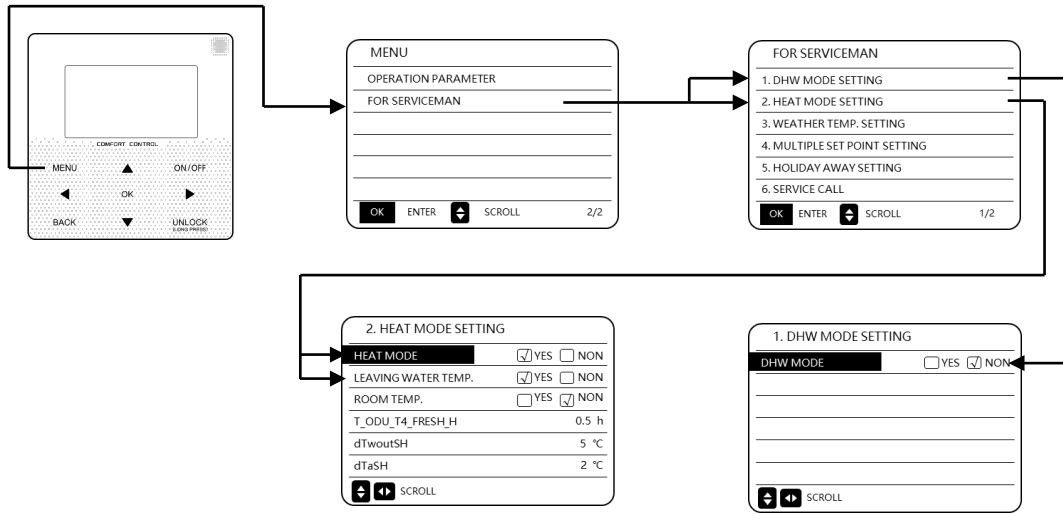 COMFORT CONTROL
MENU ON/OFF
OK
BACK UNLOCK
(LONG PRESS)
MENU
OPERATION PARAMETER
FOR SERVICEMAN
OK ENTER SCROLL 2/2
FOR SERVICEMAN
1. DHW MODE SETTING
2. HEAT MODE SETTING
3. WEATHER TEMP. SETTING
4. MULTIPLE SET POINT SETTING
5. HOLIDAY AWAY SETTING
6. SERVICE CALL
OK ENTER SCROLL 1/2
2. HEAT MODE SETTING
HEAT MODE YES NON
LEAVING WATER TEMP. YES NON
ROOM TEMP. YES NON
T_ODU_T4_FRESH_H 0.5 h
dTwoutSH 5 ℃
dTaSH 2 ℃
SCROLL
1. DHW MODE SETTING
DHW MODE YES NON
SCROLL